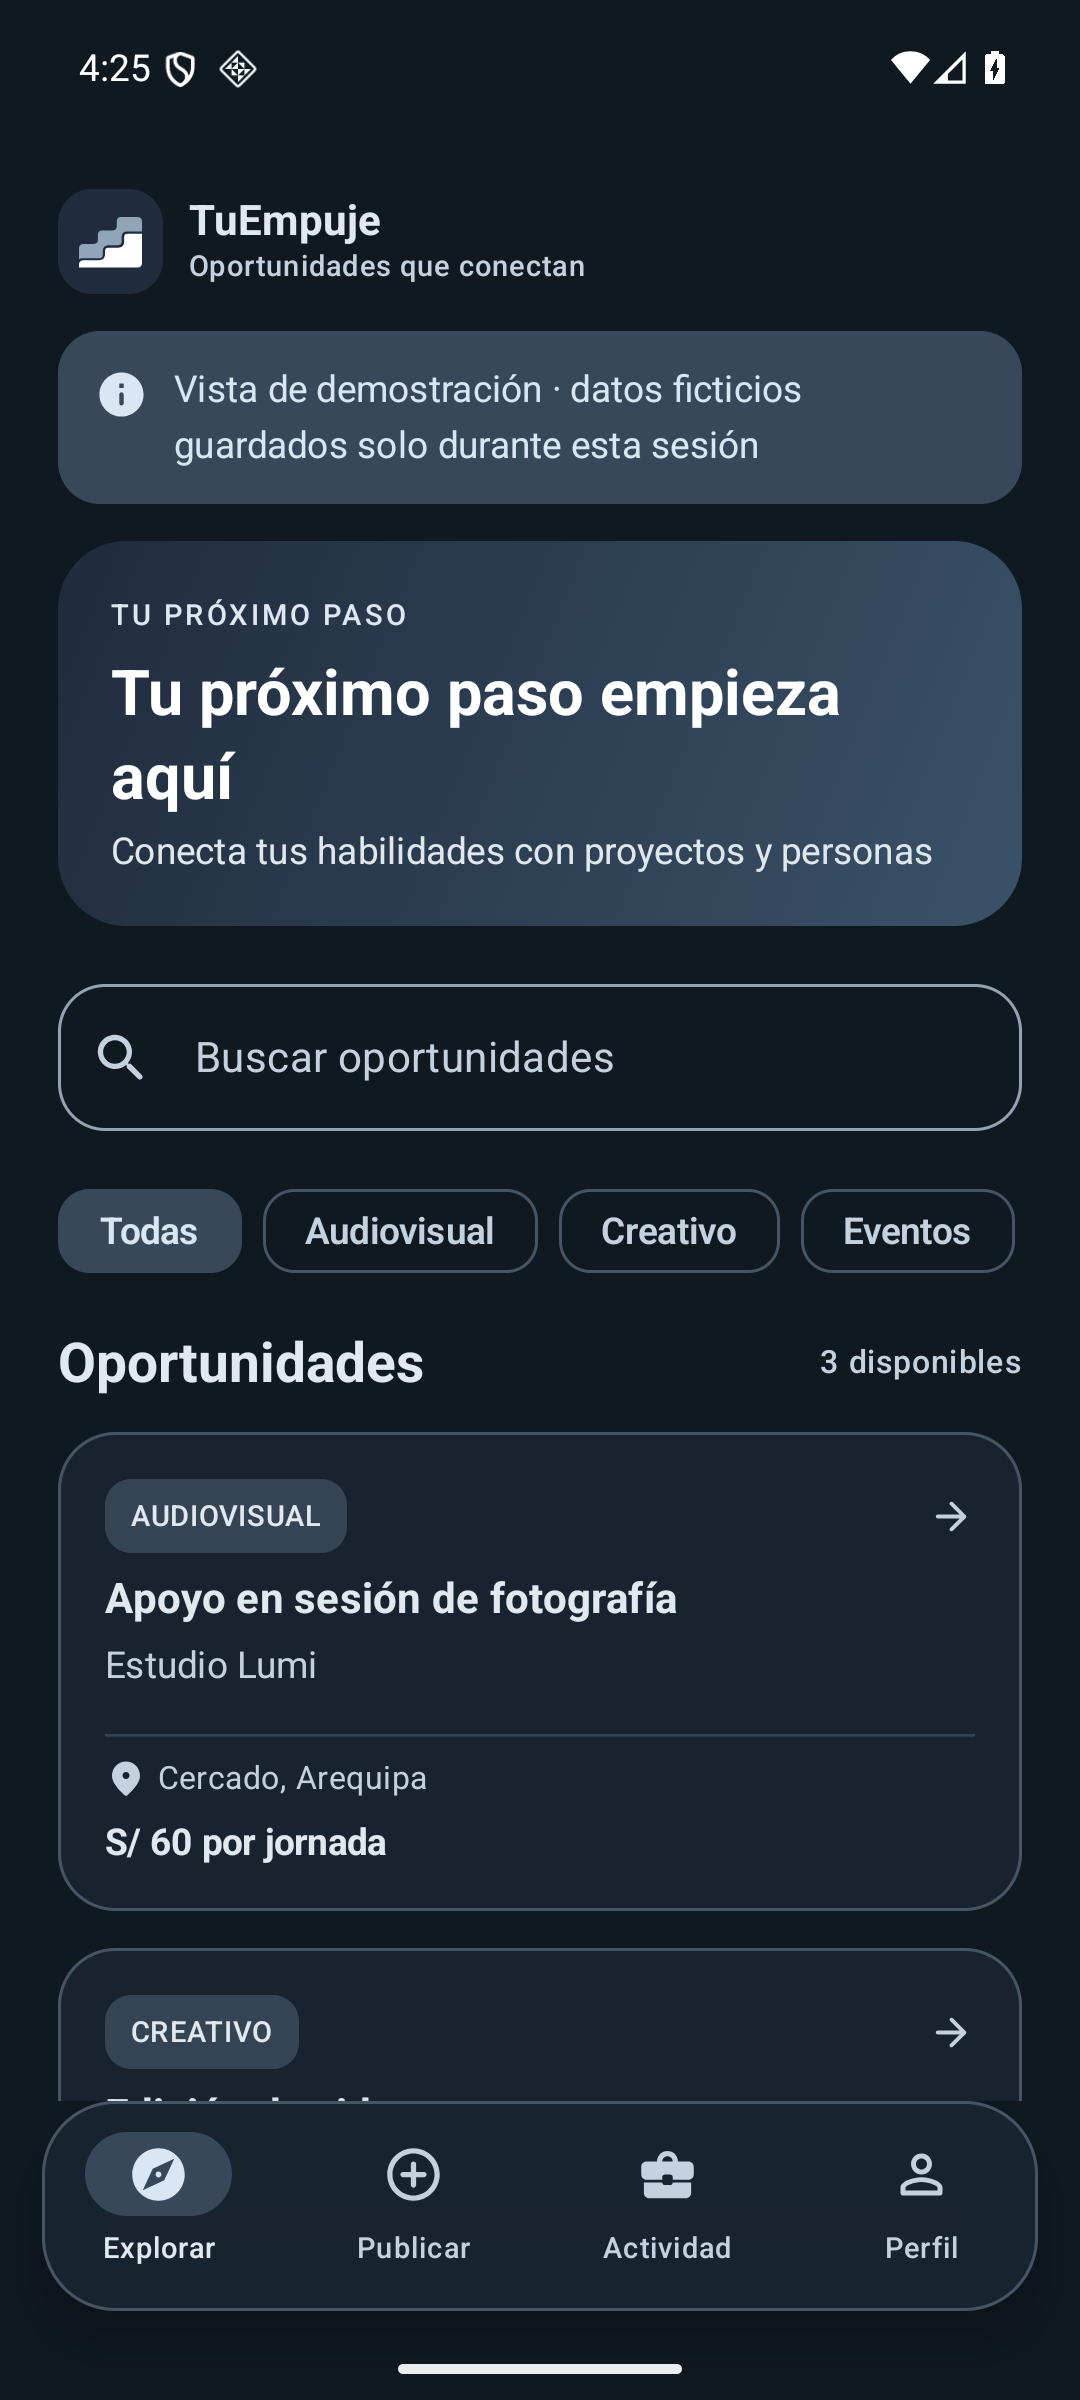 4:25
TuEmpuje
Oportunidades que conectan
Vista de demostración · datos ficticios
guardados solo durante esta sesión
TU PRÓXIMO PASO
Tu próximo paso empieza
aquí
Conecta tus habilidades con proyectos y personas
Buscar oportunidades
Todas
Audiovisual
Creativo
Eventos
Oportunidades
3 disponibles
AUDIOVISUAL
Apoyo en sesión de fotografía
Estudio Lumi
Cercado, Arequipa
S/ 60 por jornada
CREATIVO
Explorar
Publicar
Actividad
Perfil